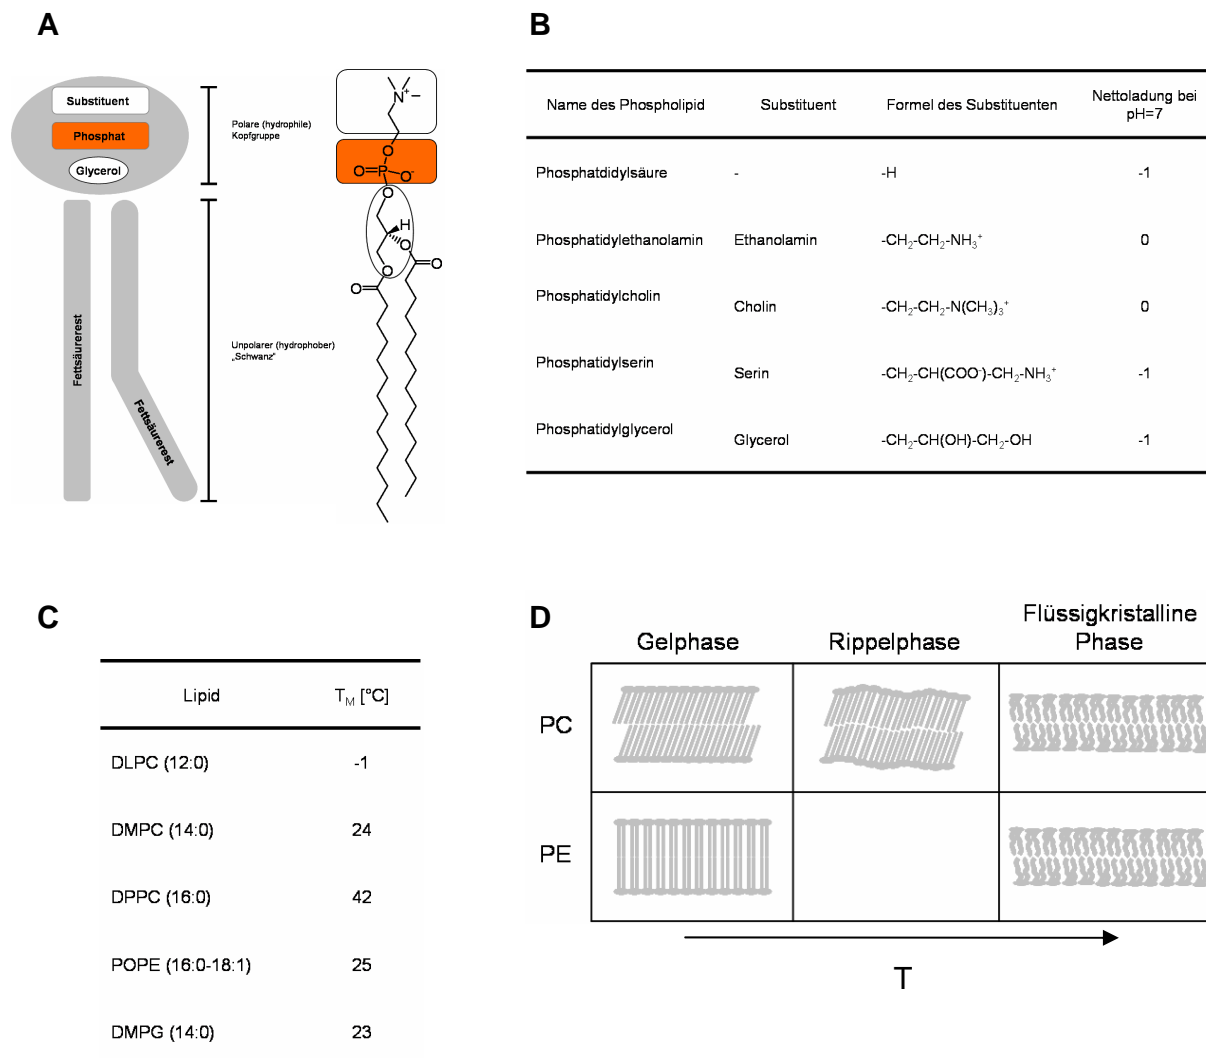 A
Substituent
Phosphat
Glycerol
Fettsäurerest
Fettsäurerest
Polare (hydrophile)
Kopfgruppe
Unpolarer (hydrophober)
„Schwanz“
N+
O
O=P-O-
O
H
O
O
O
O
B
Name des Phospholipid Substituent Formel des Substituenten Nettoladung bei
pH=7
Phosphatdidylsäure - -H -1
Phosphatidylethanolamin Ethanolamin -CH2-CH2-NH3+ 0
Phosphatidylcholin Cholin -CH2-CH2-N(CH3)3+ 0
Phosphatidylserin Serin -CH2-CH(COO-)-CH2-NH3+ -1
Phosphatidylglycerol Glycerol -CH2-CH(OH)-CH2-OH -1
C
Lipid TM [°C]
DLPC (12:0) -1
DMPC (14:0) 24
DPPC (16:0) 42
POPE (16:0-18:1) 25
DMPG (14:0) 23
D
Gelphase Rippelphase Flüssigkristalline
Phase
PC
PE
T